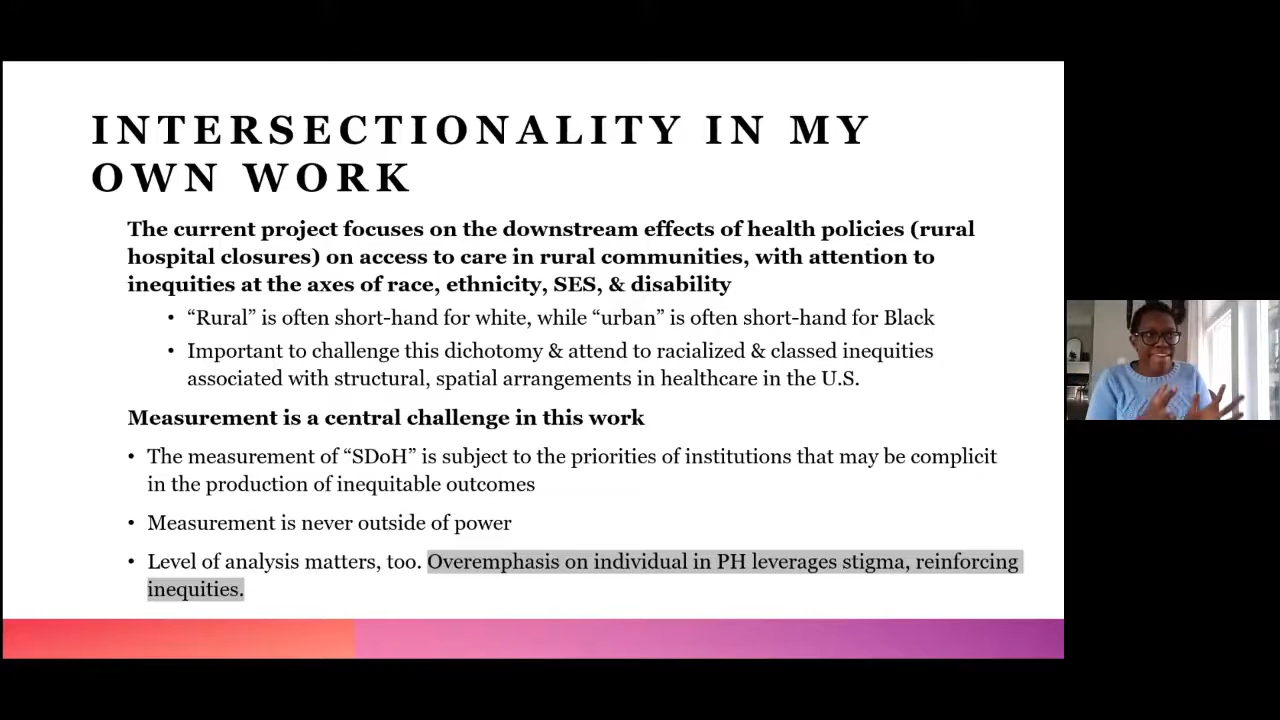 INTERSECTIONALITY IN MY
OWN WORK
The current project focuses on the downstream effects of health policies (rural
hospital closures) on access to care in rural communities, with attention to
inequities at the axes of race, ethnicity, SES, & disability
• “Rural” is often short-hand for white, while “urban” is often short-hand for Black
• Important to challenge this dichotomy & attend to racialized & classed inequities
associated with structural, spatial arrangements in healthcare in the U.S.
Measurement is a central challenge in this work
• The measurement of “SDoH” is subject to the priorities of institutions that may be complicit
in the production of inequitable outcomes
• Measurement is never outside of power
• Level of analysis matters, too. Overemphasis on individual in PH leverages stigma, reinforcing
inequities.